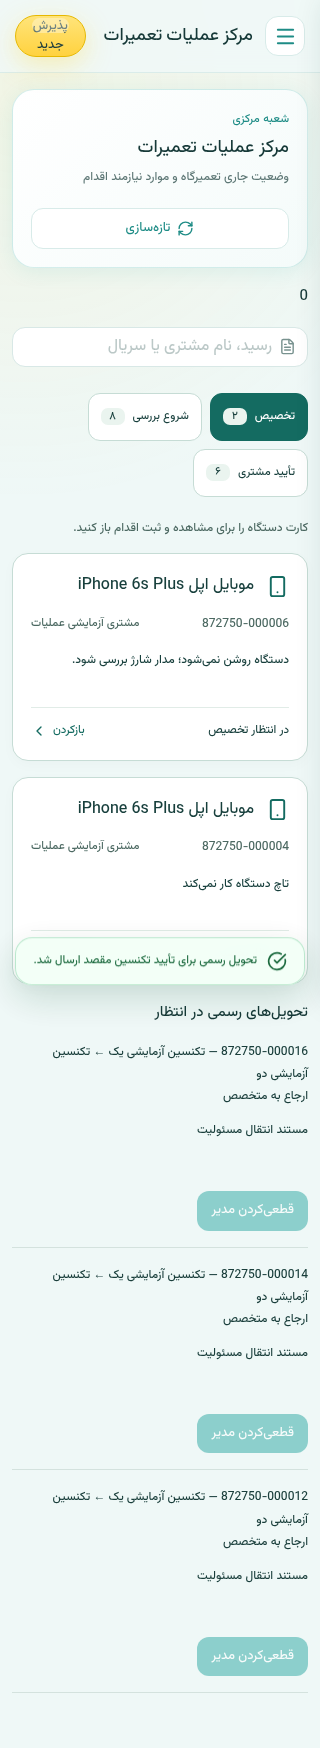 مرکز عملیات تعمیرات
پذیرش
جدید
شعبه مرکزی
مرکز عملیات تعمیرات
وضعیت جاری تعمیرگاه و موارد نیازمند اقدام
تازه‌سازی
0
رسید، نام مشتری یا سریال
تخصیص ۲
شروع بررسی ۸
تأیید مشتری ۶
کارت دستگاه را برای مشاهده و ثبت اقدام باز کنید.
موبایل اپل iPhone 6s Plus
872750-000006 مشتری آزمایشی عملیات
دستگاه روشن نمی‌شود؛ مدار شارژ بررسی شود.
در انتظار تخصیص بازکردن
موبایل اپل iPhone 6s Plus
872750-000004 مشتری آزمایشی عملیات
تاچ دستگاه کار نمی‌کند
تحویل رسمی برای تأیید تکنسین مقصد ارسال شد.
تحویل‌های رسمی در انتظار
872750-000016 — تکنسین آزمایشی یک ← تکنسین
آزمایشی دو
ارجاع به متخصص
مستند انتقال مسئولیت
قطعی‌کردن مدیر
872750-000014 — تکنسین آزمایشی یک ← تکنسین
آزمایشی دو
ارجاع به متخصص
مستند انتقال مسئولیت
قطعی‌کردن مدیر
872750-000012 — تکنسین آزمایشی یک ← تکنسین
آزمایشی دو
ارجاع به متخصص
مستند انتقال مسئولیت
قطعی‌کردن مدیر